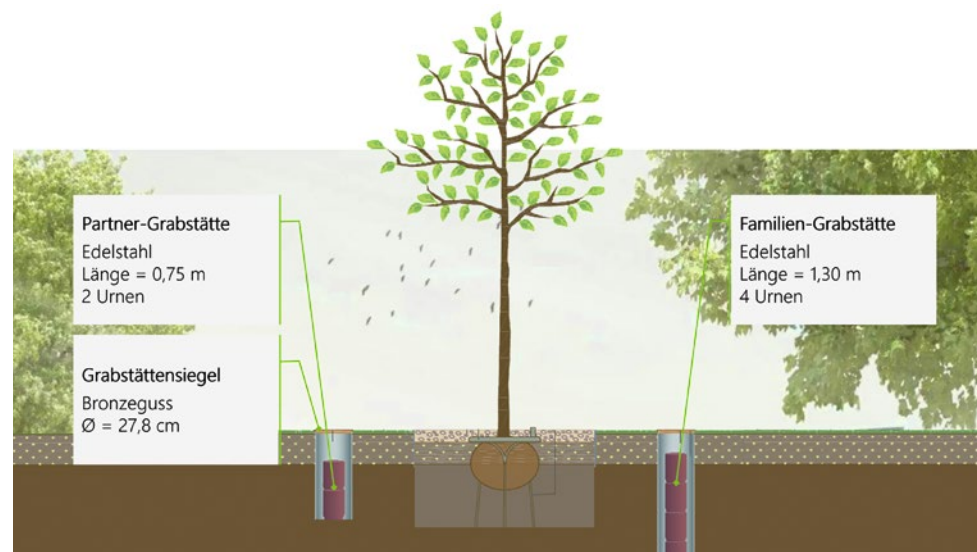 Partner-Grabstätte
Edelstahl
Länge = 0,75 m
2 Urnen
Grabstättensiegel
Bronzeguss
Ø = 27,8 cm
Familien-Grabstätte
Edelstahl
Länge = 1,30 m
4 Urnen